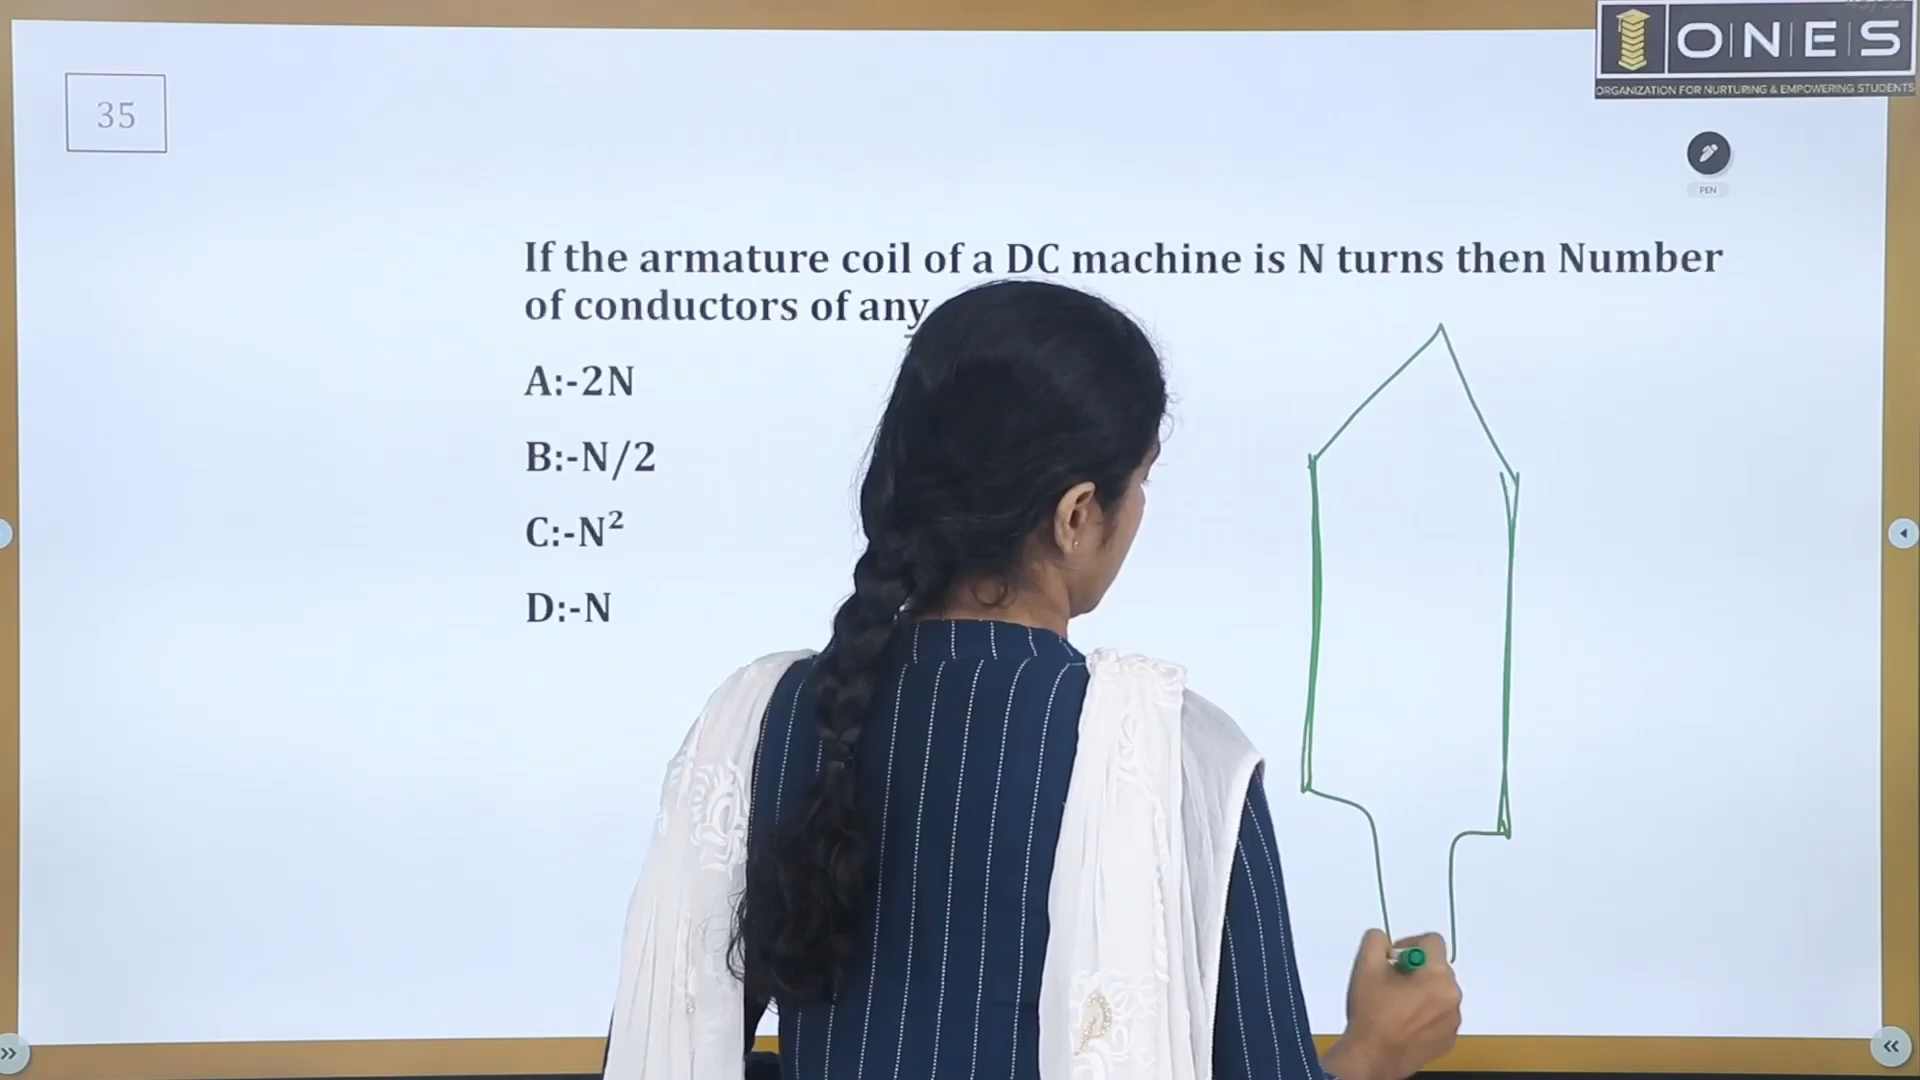 O|N|E|S
ORGANIZATION FOR NURTURING & EMPOWERING STUDENTS
35
PEN
If the armature coil of a DC machine is N turns then Number
of conductors of any
A:-2N
B:-N/2
C:-N²
D:-N